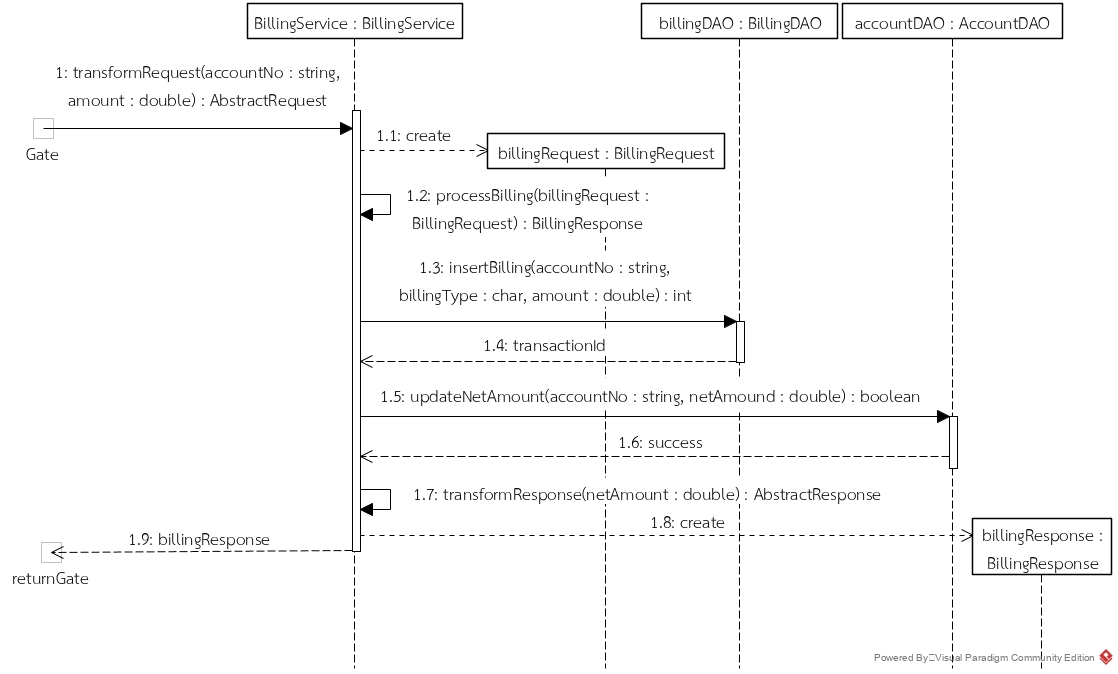 BillingService : BillingService
billingDAO : BillingDAO
accountDAO : AccountDAO
1: transformRequest(accountNo : string,
amount : double) : AbstractRequest
Gate
1.1: create
billingRequest : BillingRequest
1.2: processBilling(billingRequest :
BillingRequest) : BillingResponse
1.3: insertBilling(accountNo : string,
billingType : char, amount : double) : int
1.4: transactionId
1.5: updateNetAmount(accountNo : string, netAmound : double) : boolean
1.6: success
1.7: transformResponse(netAmount : double) : AbstractResponse
1.8: create
billingResponse :
BillingResponse
1.9: billingResponse
returnGate
Powered By Visual Paradigm Community Edition